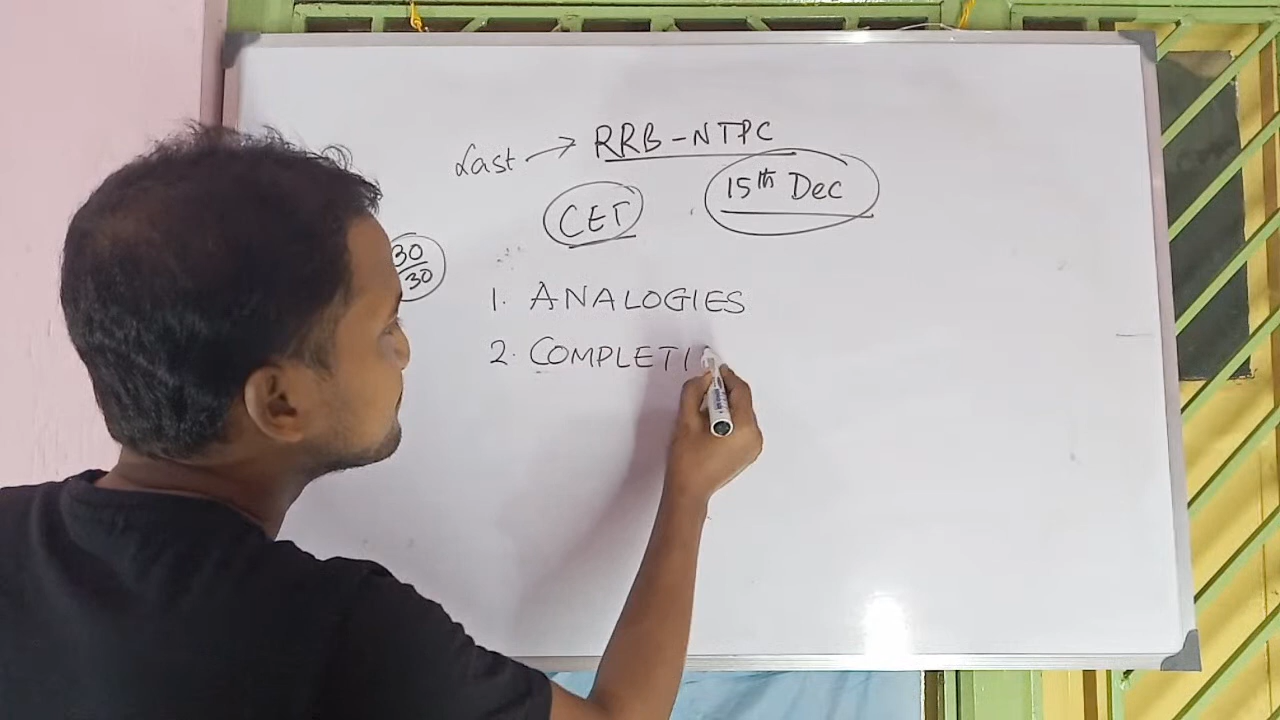 Last → RRB-NTPC
CET 15th Dec
30
30
1. ANALOGIES
2. COMPLETI